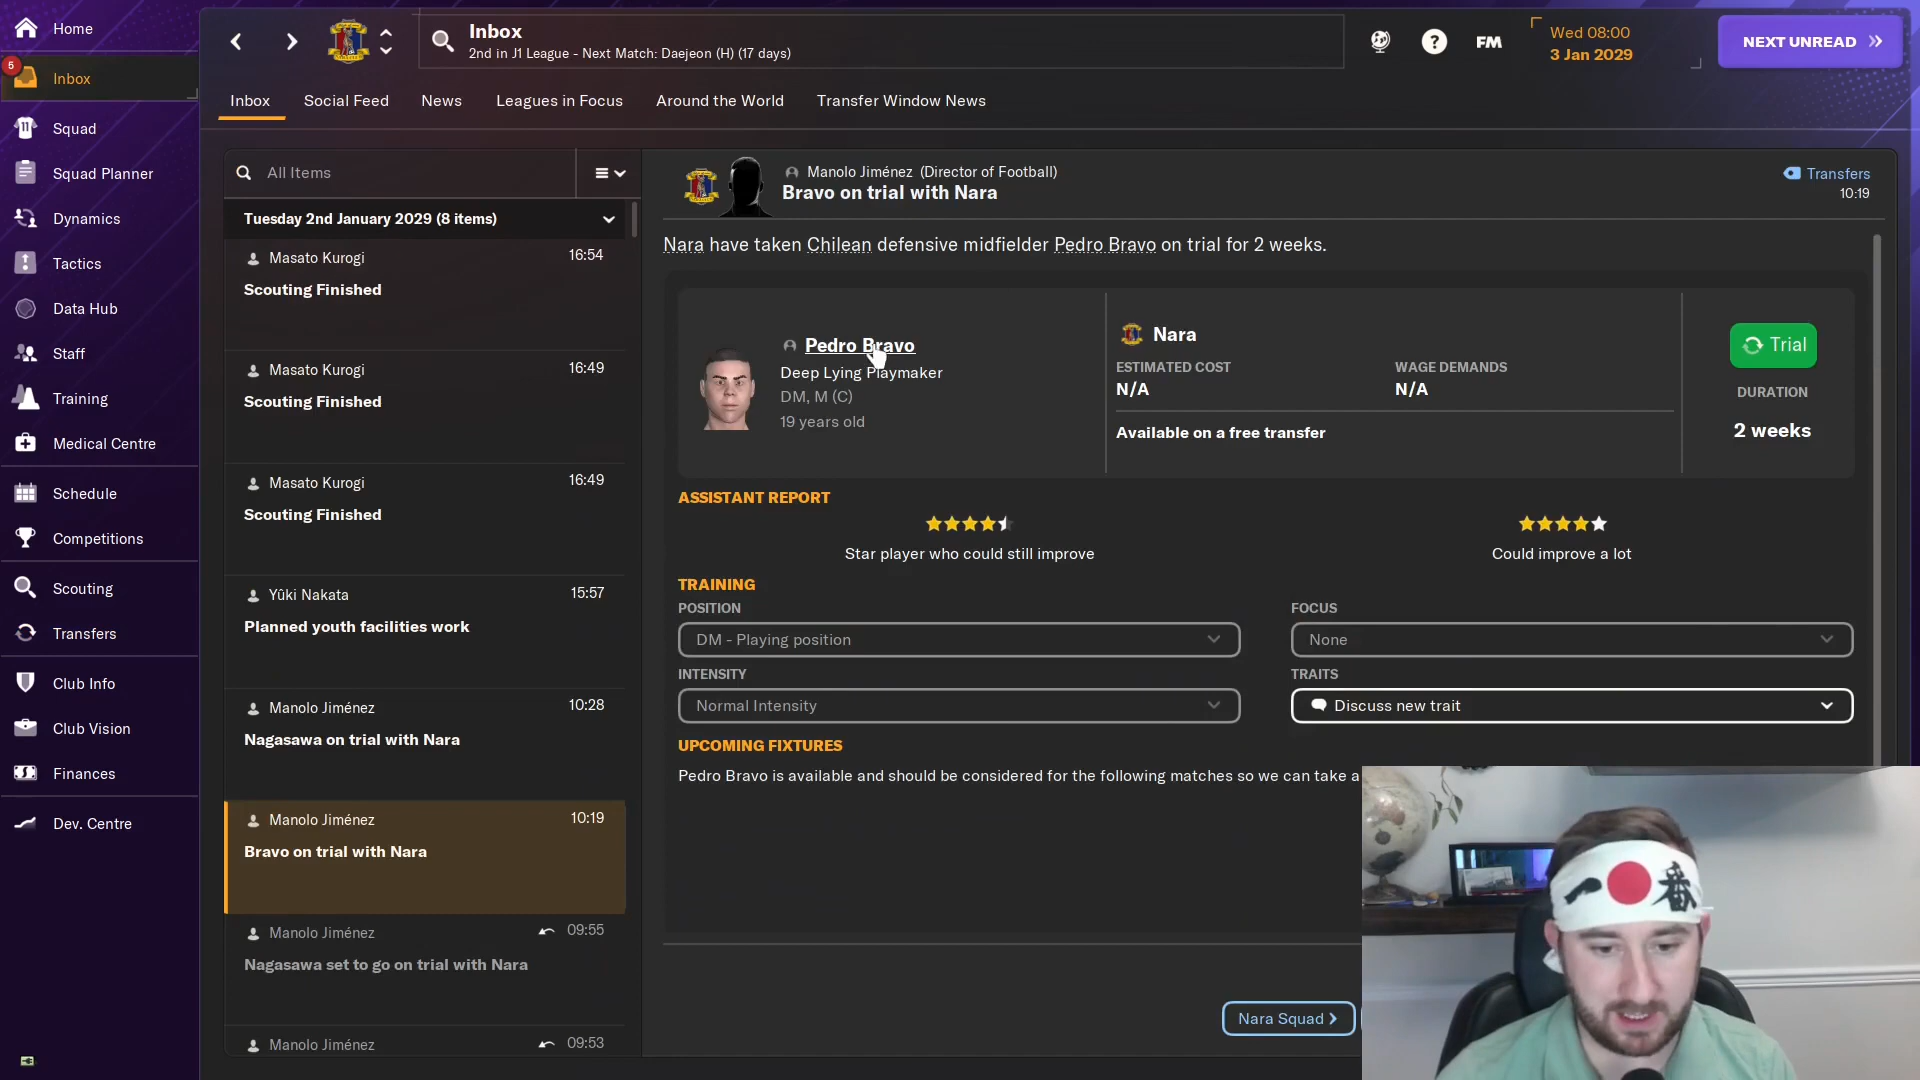 Home
Inbox
2nd in J1 League - Next Match: Daejeon (H) (17 days)
FM
Wed 08:00
3 Jan 2029
NEXT UNREAD
5
Inbox
Inbox
Social Feed
News
Leagues in Focus
Around the World
Transfer Window News
Squad
Squad Planner
Dynamics
Tactics
Data Hub
Staff
Training
Medical Centre
Schedule
Competitions
Scouting
Transfers
Club Info
Club Vision
Finances
Dev. Centre
All Items
Tuesday 2nd January 2029 (8 items)
Masato Kurogi 16:54
Scouting Finished
Masato Kurogi 16:49
Scouting Finished
Masato Kurogi 16:49
Scouting Finished
Yûki Nakata 15:57
Planned youth facilities work
Manolo Jiménez 10:28
Nagasawa on trial with Nara
Manolo Jiménez 10:19
Bravo on trial with Nara
Manolo Jiménez 09:55
Nagasawa set to go on trial with Nara
Manolo Jiménez 09:53
Manolo Jiménez (Director of Football)
Bravo on trial with Nara
Transfers
10:19
Nara have taken Chilean defensive midfielder Pedro Bravo on trial for 2 weeks.
Pedro Bravo
Deep Lying Playmaker
DM, M (C)
19 years old
Nara
ESTIMATED COST
N/A
WAGE DEMANDS
N/A
Available on a free transfer
Trial
DURATION
2 weeks
ASSISTANT REPORT
Star player who could still improve
Could improve a lot
TRAINING
POSITION
DM - Playing position
FOCUS
None
INTENSITY
Normal Intensity
TRAITS
Discuss new trait
UPCOMING FIXTURES
Pedro Bravo is available and should be considered for the following matches so we can take a
Nara Squad
一番